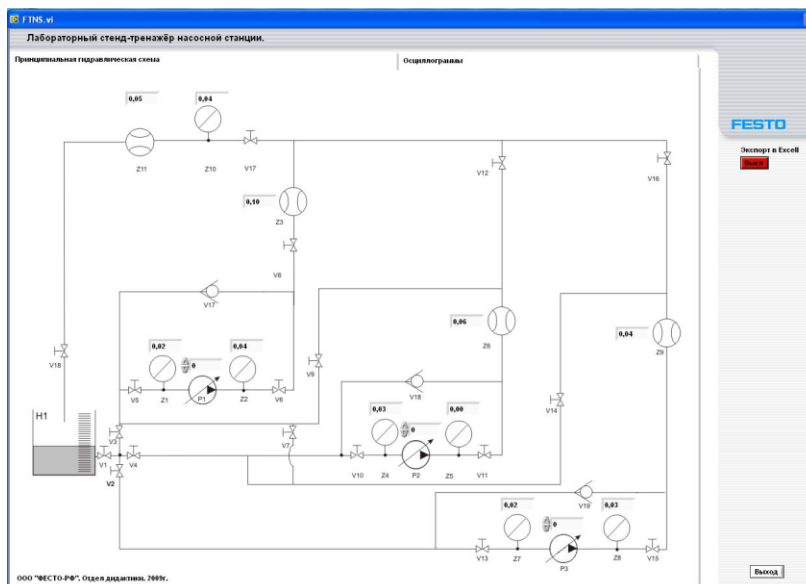 FTNS.vi
Лабораторный стенд-тренажёр насосной станции.
Принципиальная гидравлическая схема
Осциллограммы
0,05
0,04
FESTO
Экспорт в Excell
Z11
Z10
V17
V12
V16
0,10
Z3
V8
V17
0,06
Z6
0,04
Z9
0,02
0,04
0
V18
V9
V5
Z1
P1
Z2
V6
V18
V14
H1
0,03
0
0,00
V3
V7
V1
V4
V10
Z4
P2
Z5
V11
V2
V19
0,02
0
0,03
V13
Z7
P3
Z8
V15
ООО "ФЕСТО-РФ". Отдел дидактики. 2009г.
Выход